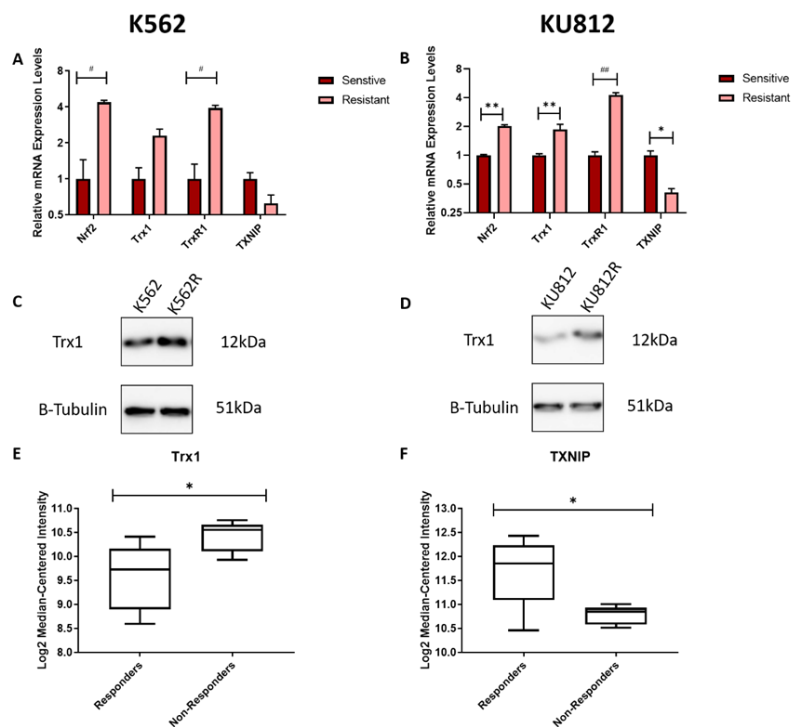 K562
KU812
A
Relative mRNA Expression Levels
8
4
2
1
0.5
#
#
Nrf2
Trx1
TrxR1
TXNIP
Senstive
Resistant
B
Relative mRNA Expression Levels
8
4
2
1
0.5
0.25
**
**
##
*
Nrf2
Trx1
TrxR1
TXNIP
Sensitive
Resistant
C
K562
K562R
Trx1
12kDa
B-Tubulin
51kDa
D
KU812
KU812R
Trx1
12kDa
B-Tubulin
51kDa
E
Trx1
Log2 Median-Centered Intensity
11.0
10.5
10.0
9.5
9.0
8.5
8.0
*
Responders
Non-Responders
F
TXNIP
Log2 Median-Centered Intensity
13.0
12.5
12.0
11.5
11.0
10.5
10.0
*
Responders
Non-Responders